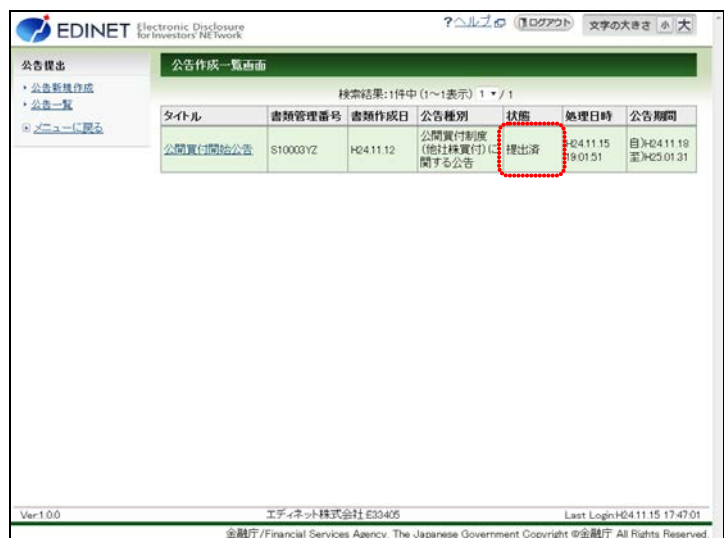 EDINET Electronic Disclosure for Investors' NETwork
?ヘルプ ログアウト 文字の大きさ 小 大
公告提出
公告新規作成
公告一覧
メニューに戻る
公告作成一覧画面
検索結果:1件中 (1～1表示) 1 ▼ / 1
タイトル 書類管理番号 書類作成日 公告種別 状態 処理日時 公告期間
公開買付開始公告 S10003YZ H24.11.12 公開買付制度(他社株買付)に関する公告 提出済 H24.11.15 19:01:51 自)H24.11.18 至)H25.01.31
Ver1.0.0 エディネット株式会社 E33405 Last Login:H24.11.15 17:47:01
金融庁/Financial Services Agency, The Japanese Government Copyright ©金融庁 All Rights Reserved.